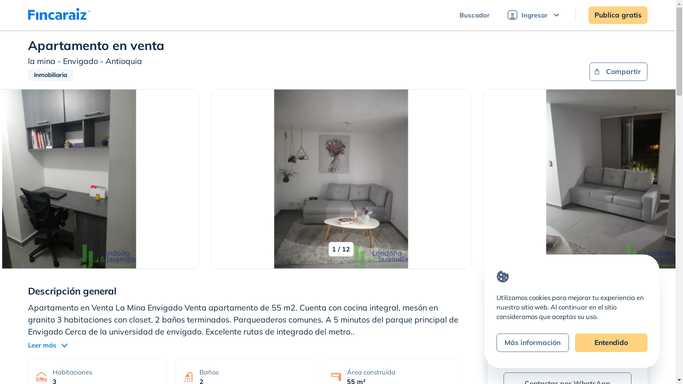 Fincaraiz
Buscador
Ingresar
Publica gratis
Apartamento en venta
la mina - Envigado - Antioquia
Inmobiliaria
Compartir
1 / 12
Londoño
Descripción general
Apartamento en Venta La Mina Envigado Venta apartamento de 55 m2. Cuenta con cocina integral, mesón en
granito 3 habitaciones con closet, 2 baños terminados. Parqueaderos comunes. A 5 minutos del parque principal de
Envigado Cerca de la universidad de envigado. Excelente rutas de integrado del metro..
Leer más
Habitaciones
3
Baños
2
Área construida
55 m²
Utilizamos cookies para mejorar tu experiencia en
nuestro sitio web. Al continuar en el sitio
consideramos que aceptas su uso.
Más información
Entendido
Contactar por WhatsApp